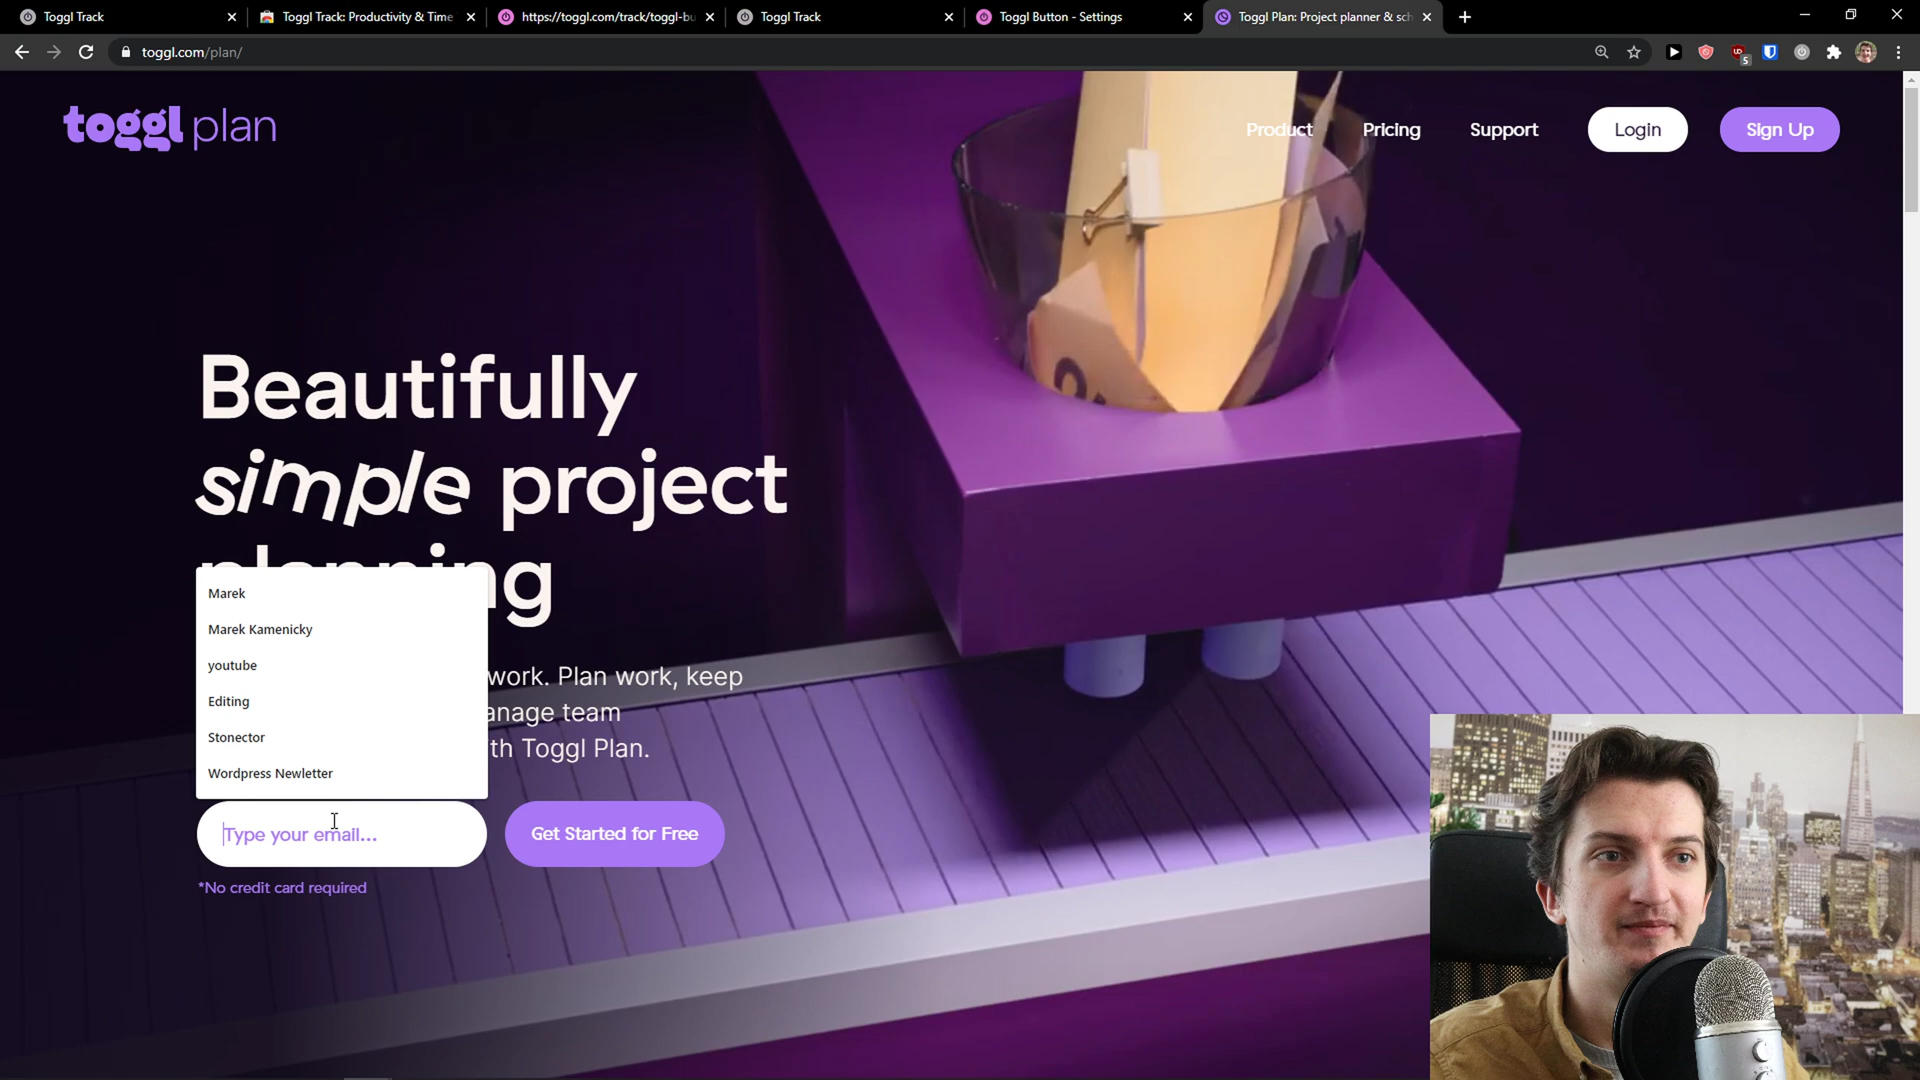 Toggl Track
Toggl Track: Productivity & Time
https://toggl.com/track/toggl-bu
Toggl Track
Toggl Button - Settings
Toggl Plan: Project planner & sch
toggl.com/plan/
5
toggl plan
Product
Pricing
Support
Login
Sign Up
Beautifully
simple project
planning
Marek
Marek Kamenicky
youtube
Editing
Stonector
Wordpress Newletter
work. Plan work, keep
anage team
th Toggl Plan.
Type your email...
Get Started for Free
*No credit card required